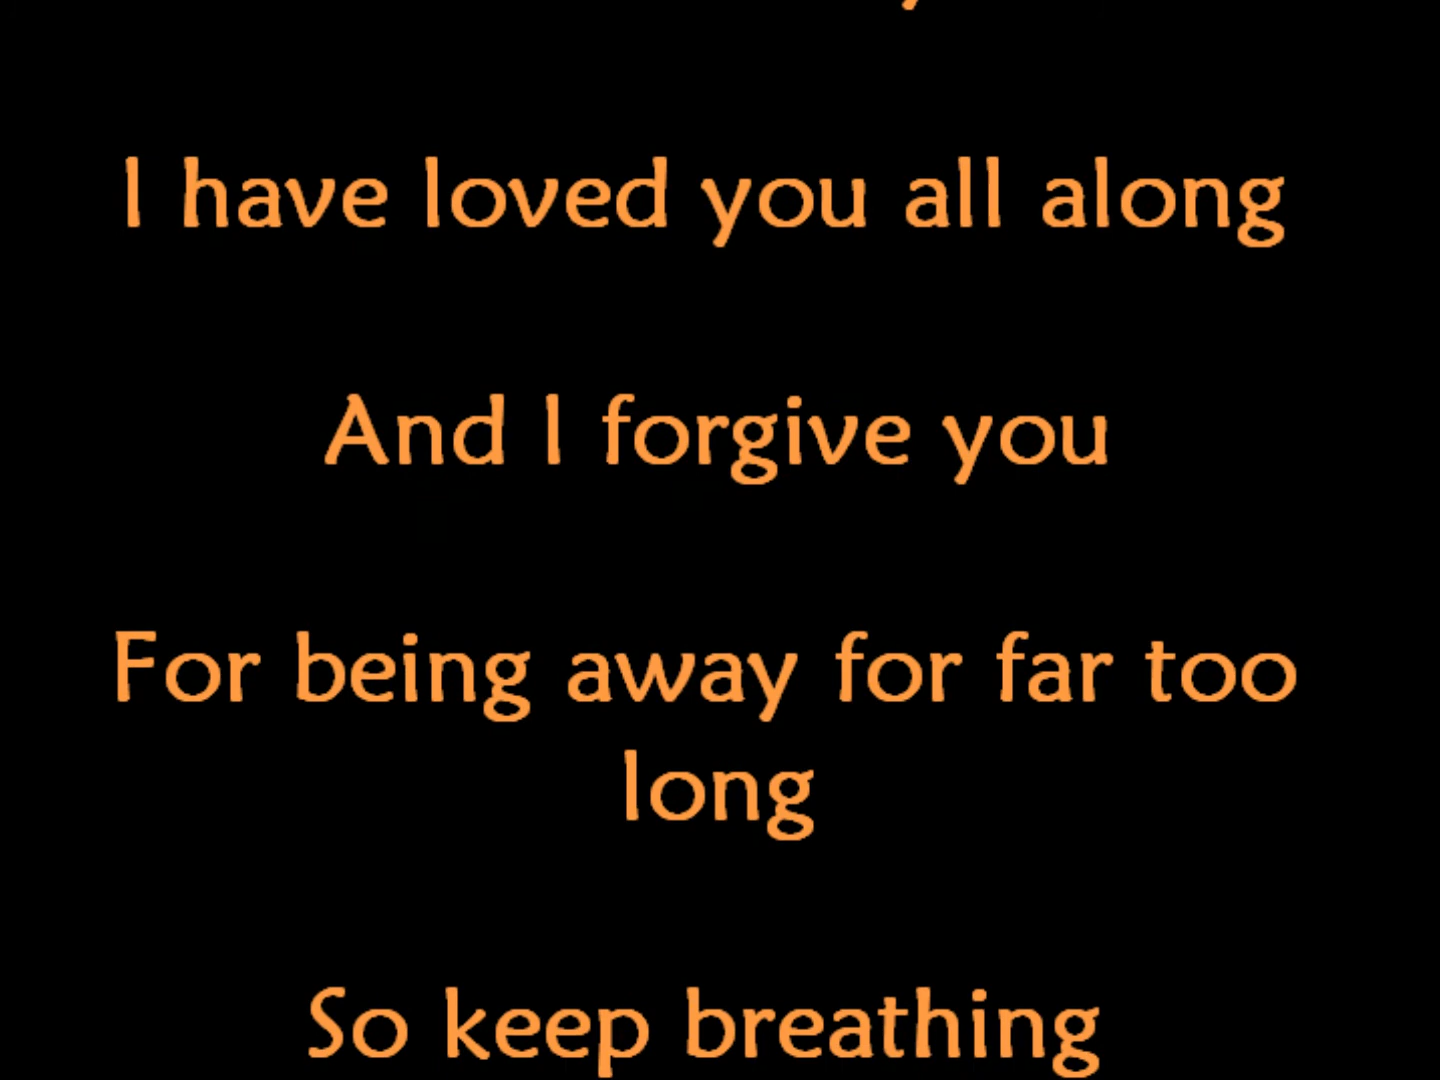 I have loved you all along
And I forgive you
For being away for far too
long
So keep breathing